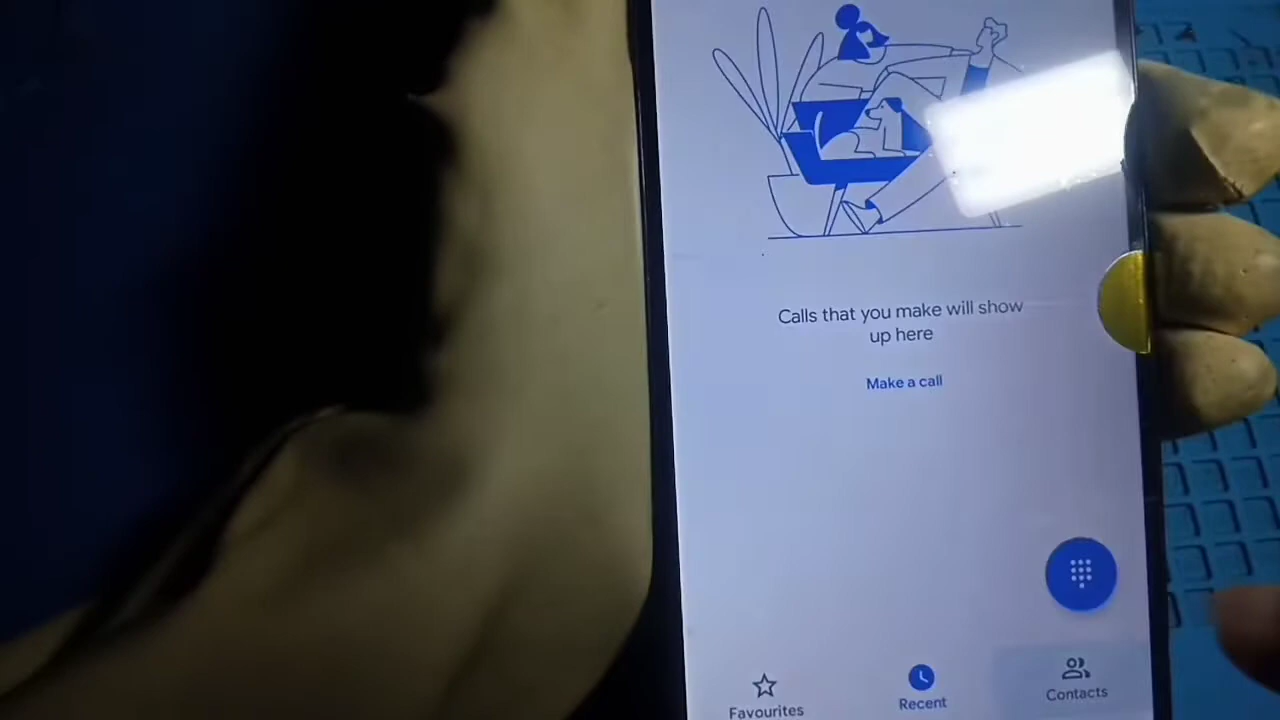 Calls that you make will show
up here
Make a call
Favourites
Recent
Contacts